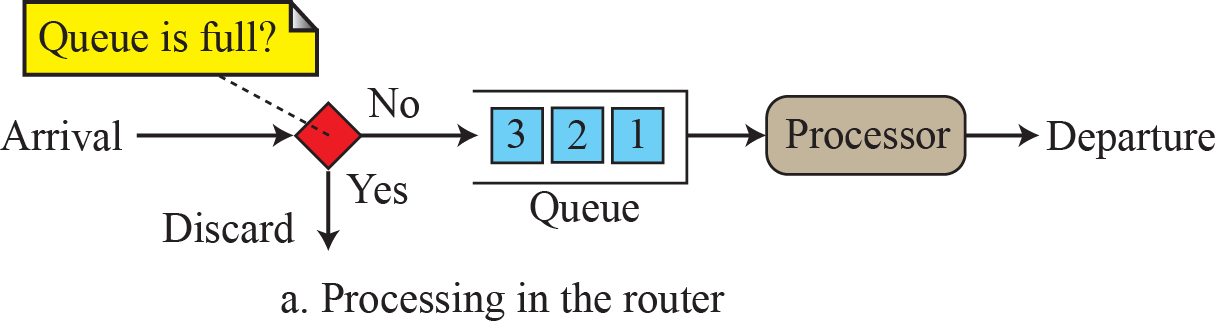 Queue is full?
No
Arrival
3 2 1
Processor
Departure
Yes
Queue
Discard
a. Processing in the router